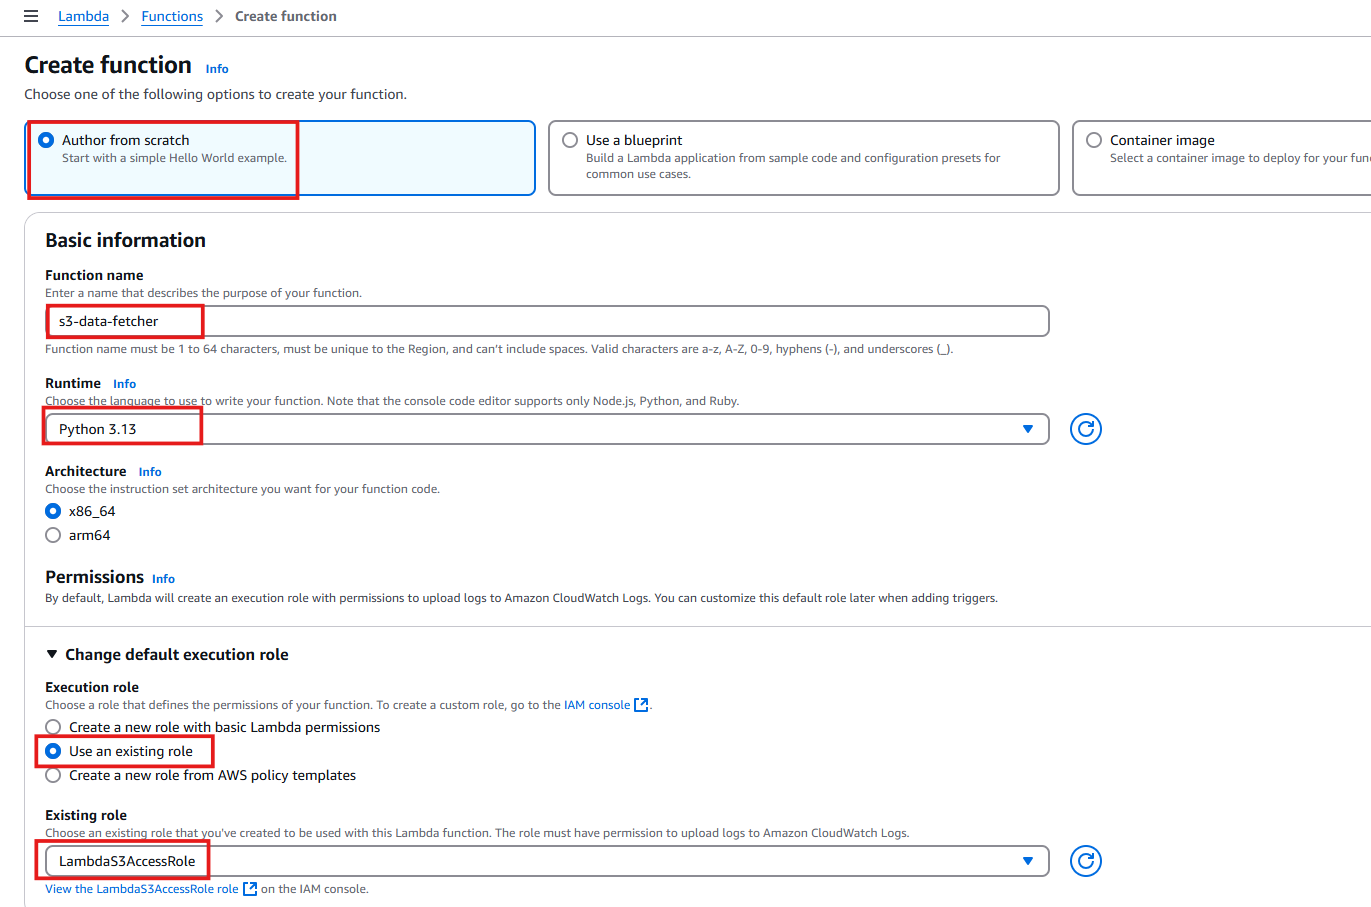 Lambda > Functions > Create function
Create function Info
Choose one of the following options to create your function.
Author from scratch
Start with a simple Hello World example.
Use a blueprint
Build a Lambda application from sample code and configuration presets for
common use cases.
Container image
Select a container image to deploy for your
Basic information
Function name
Enter a name that describes the purpose of your function.
s3-data-fetcher
Function name must be 1 to 64 characters, must be unique to the Region, and can't include spaces. Valid characters are a-z, A-Z, 0-9, hyphens (-), and underscores (_).
Runtime Info
Choose the language to use to write your function. Note that the console code editor supports only Node.js, Python, and Ruby.
Python 3.13
Architecture Info
Choose the instruction set architecture you want for your function code.
x86_64
arm64
Permissions Info
By default, Lambda will create an execution role with permissions to upload logs to Amazon CloudWatch Logs. You can customize this default role later when adding triggers.
Change default execution role
Execution role
Choose a role that defines the permissions of your function. To create a custom role, go to the IAM console.
Create a new role with basic Lambda permissions
Use an existing role
Create a new role from AWS policy templates
Existing role
Choose an existing role that you've created to be used with this Lambda function. The role must have permission to upload logs to Amazon CloudWatch Logs.
LambdaS3AccessRole
View the LambdaS3AccessRole role on the IAM console.